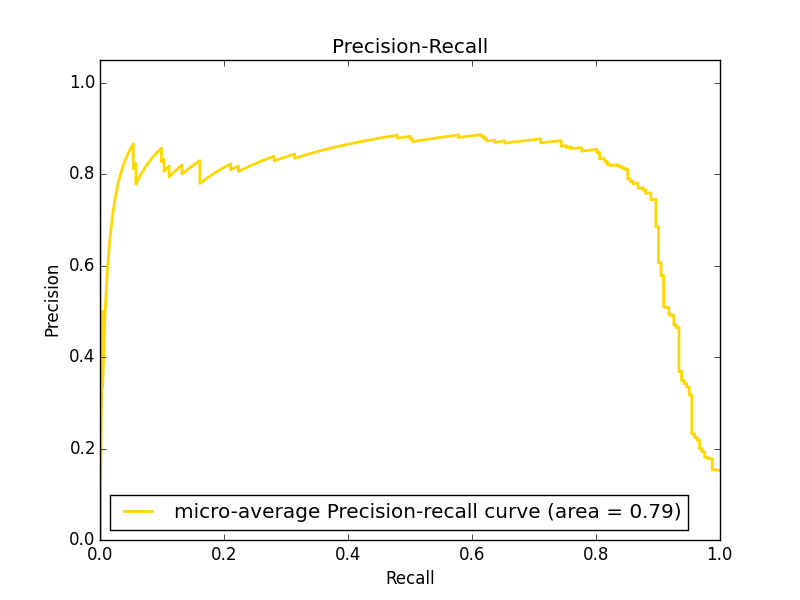 Precision-Recall
1.0
0.8
0.6
0.4
0.2
0.0
Precision
micro-average Precision-recall curve (area = 0.79)
0.0 0.2 0.4 0.6 0.8 1.0
Recall